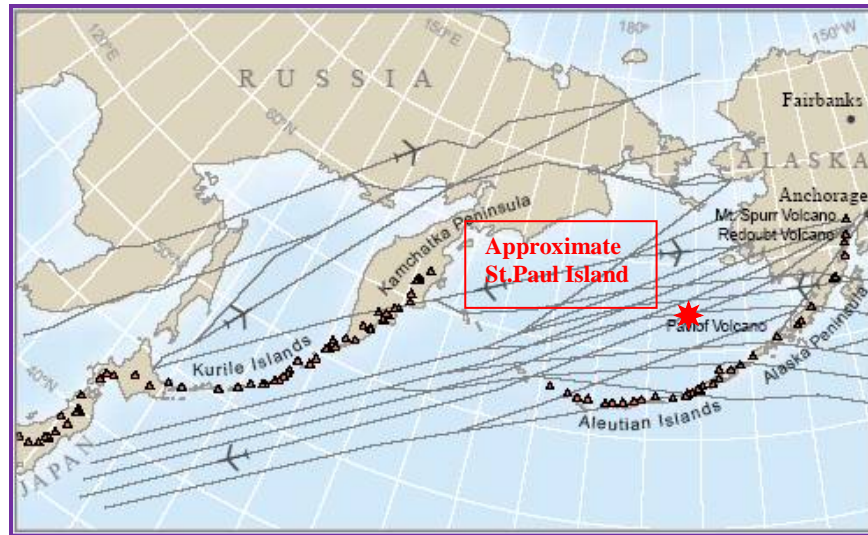 120°E
150°E
180°
150°W
RUSSIA
60°N
Fairbanks
ALASKA
Anchorage
Mt. Spurr Volcano
Redoubt Volcano
Kamchatka Peninsula
Approximate
St.Paul Island
50°N
Pavlof Volcano
Kurile Islands
Alaska Peninsula
40°N
Aleutian Islands
JAPAN